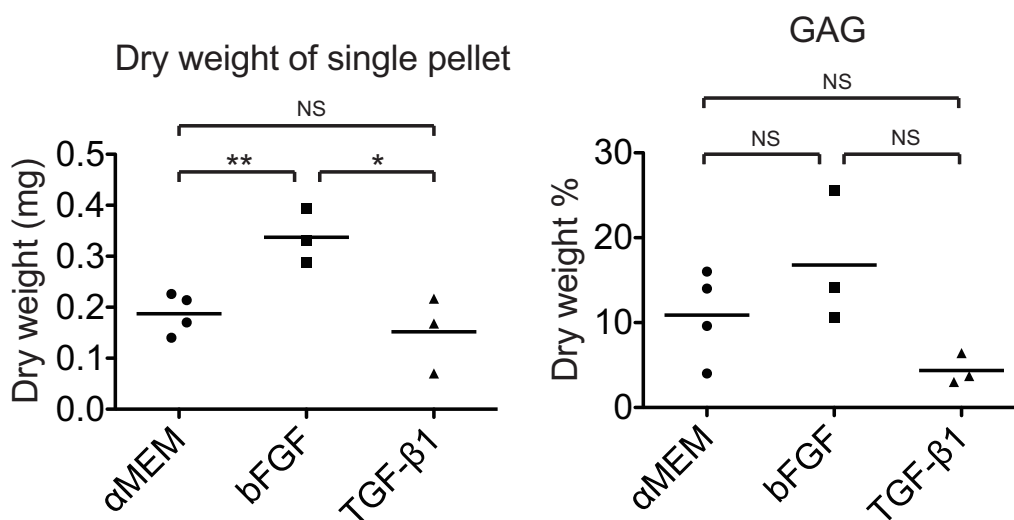 Dry weight of single pellet
NS
** *
Dry weight (mg)
0.5
0.4
0.3
0.2
0.1
0.0
αMEM
bFGF
TGF-β1
GAG
NS
NS NS
Dry weight %
30
20
10
0
αMEM
bFGF
TGF-β1